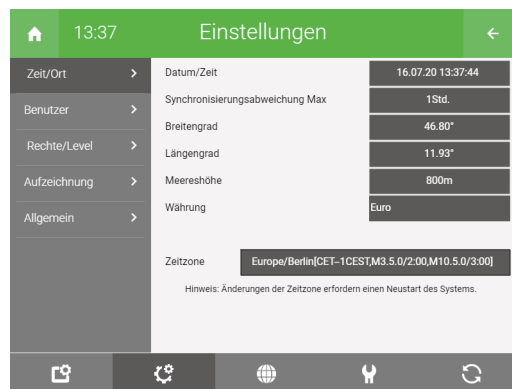 13:37 Einstellungen
Zeit/Ort
Benutzer
Rechte/Level
Aufzeichnung
Allgemein
Datum/Zeit 16.07.20 13:37:44
Synchronisierungsabweichung Max 1Std.
Breitengrad 46.80°
Längengrad 11.93°
Meereshöhe 800m
Währung Euro
Zeitzone Europe/Berlin[CET-1CEST,M3.5.0/2:00,M10.5.0/3:00]
Hinweis: Änderungen der Zeitzone erfordern einen Neustart des Systems.